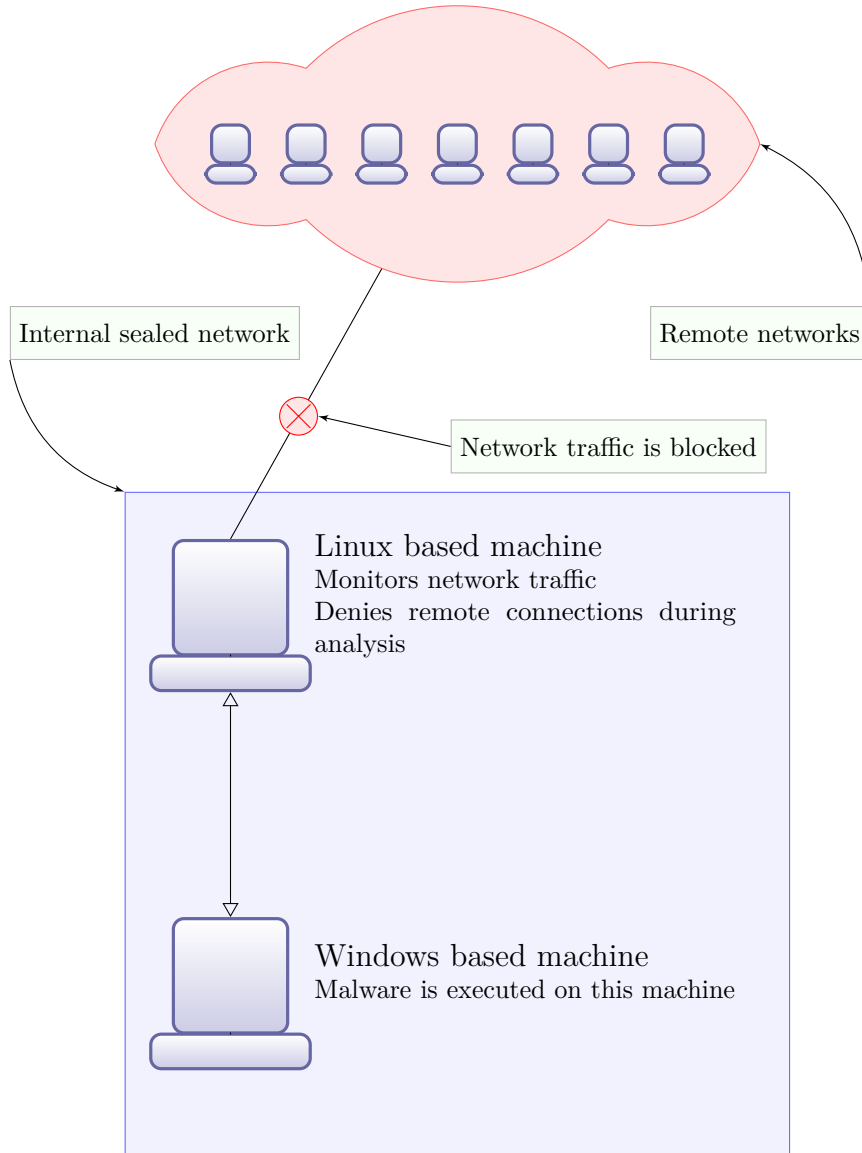 Internal sealed network
Remote networks
Network traffic is blocked
Linux based machine
Monitors network traffic
Denies remote connections during
analysis
Windows based machine
Malware is executed on this machine